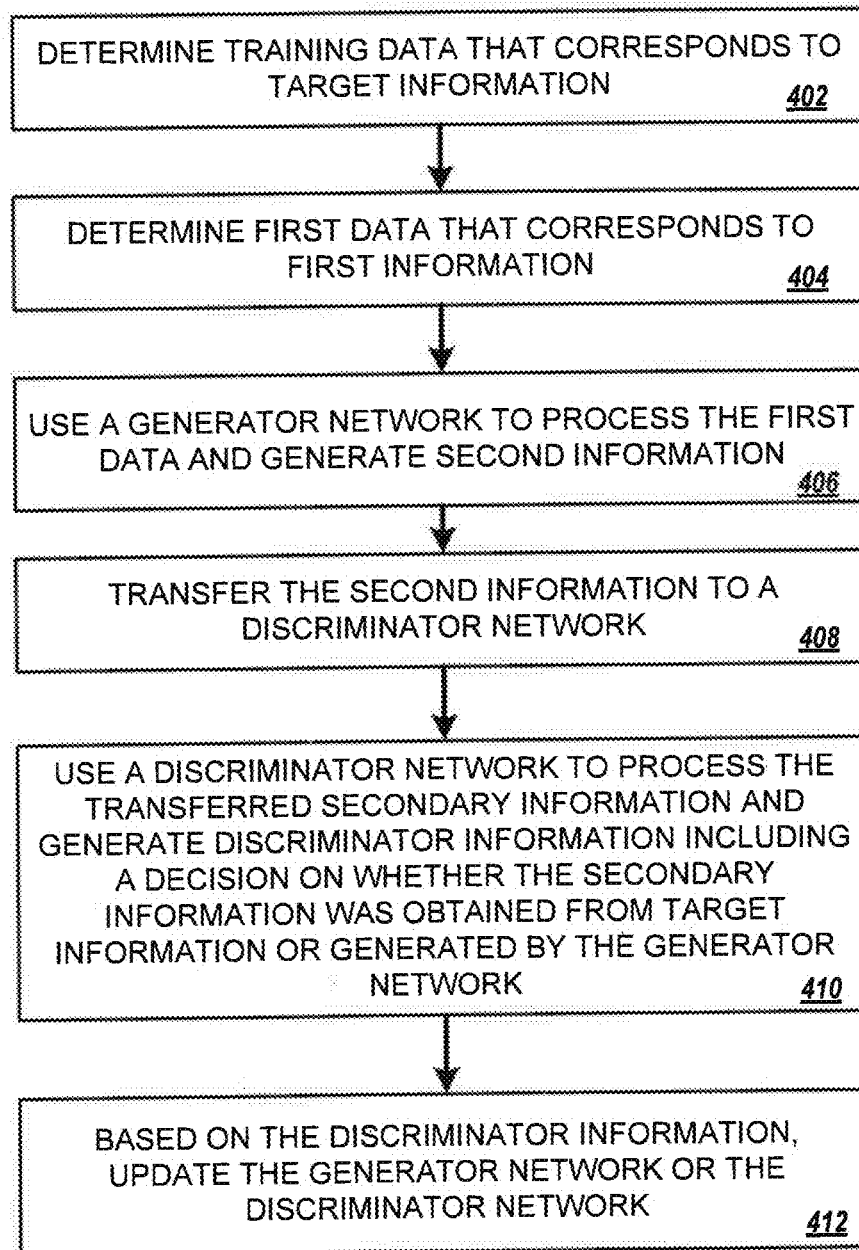 DETERMINE TRAINING DATA THAT CORRESPONDS TO
TARGET INFORMATION
402
DETERMINE FIRST DATA THAT CORRESPONDS TO
FIRST INFORMATION
404
USE A GENERATOR NETWORK TO PROCESS THE FIRST
DATA AND GENERATE SECOND INFORMATION
406
TRANSFER THE SECOND INFORMATION TO A
DISCRIMINATOR NETWORK
408
USE A DISCRIMINATOR NETWORK TO PROCESS THE
TRANSFERRED SECONDARY INFORMATION AND
GENERATE DISCRIMINATOR INFORMATION INCLUDING
A DECISION ON WHETHER THE SECONDARY
INFORMATION WAS OBTAINED FROM TARGET
INFORMATION OR GENERATED BY THE GENERATOR
NETWORK
410
BASED ON THE DISCRIMINATOR INFORMATION,
UPDATE THE GENERATOR NETWORK OR THE
DISCRIMINATOR NETWORK
412